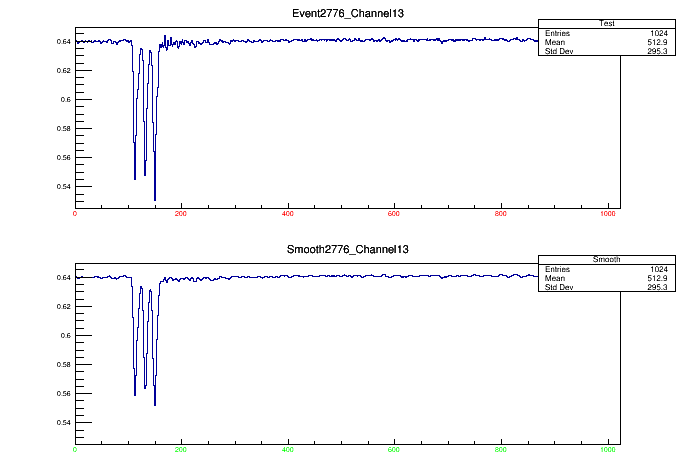 Event2776_Channel13
Test
Entries 1024
Mean 512.9
Std Dev 295.3
0.64
0.62
0.6
0.58
0.56
0.54
0 200 400 600 800 1000
Smooth2776_Channel13
Smooth
Entries 1024
Mean 512.9
Std Dev 295.3
0.64
0.62
0.6
0.58
0.56
0.54
0 200 400 600 800 1000